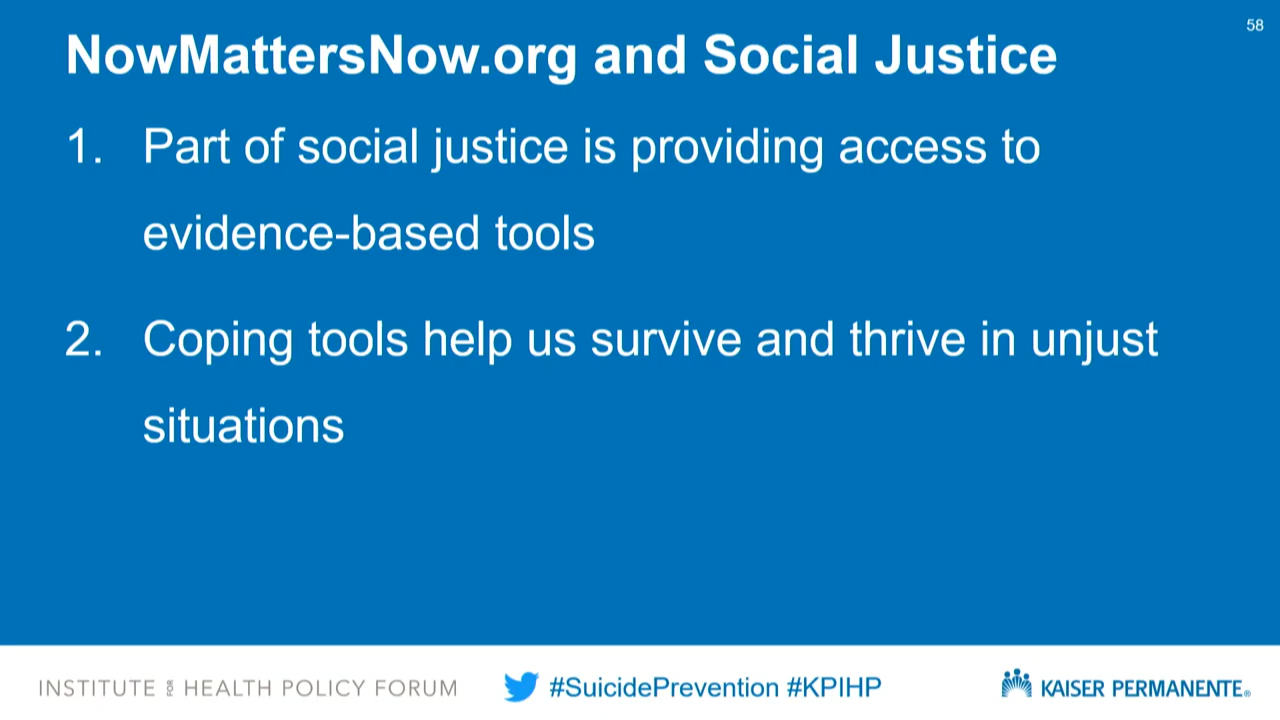 58
NowMattersNow.org and Social Justice
1. Part of social justice is providing access to
evidence-based tools
2. Coping tools help us survive and thrive in unjust
situations
INSTITUTE FOR HEALTH POLICY FORUM
#SuicidePrevention #KPIHP
KAISER PERMANENTE®